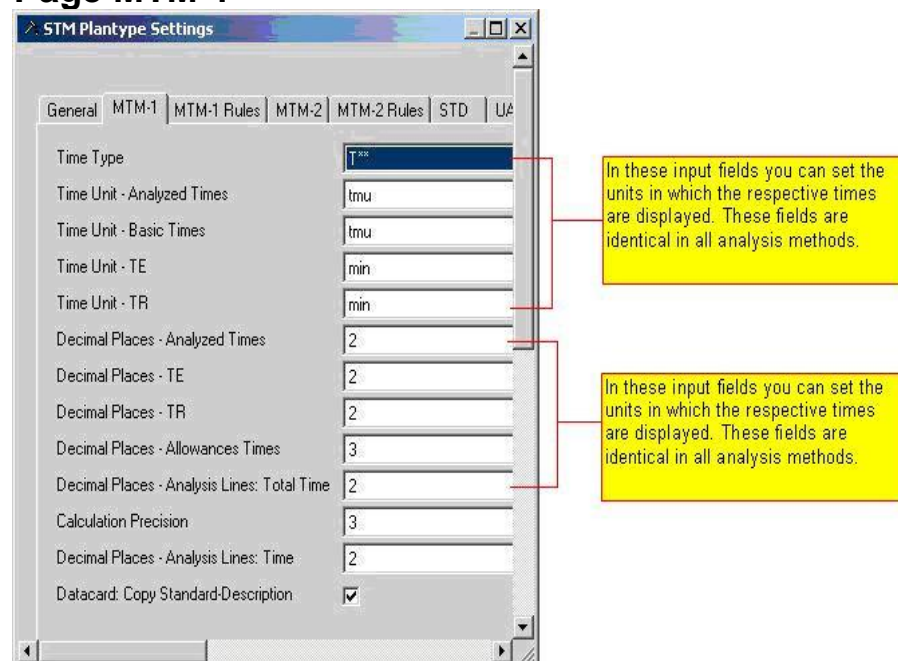 Page MTM-1
STM Plantype Settings
General MTM-1 MTM-1 Rules MTM-2 MTM-2 Rules STD UA
Time Type T**
Time Unit - Analyzed Times tmu
Time Unit - Basic Times tmu
Time Unit - TE min
Time Unit - TR min
Decimal Places - Analyzed Times 2
Decimal Places - TE 2
Decimal Places - TR 2
Decimal Places - Allowances Times 3
Decimal Places - Analysis Lines: Total Time 2
Calculation Precision 3
Decimal Places - Analysis Lines: Time 2
Datacard: Copy Standard-Description
In these input fields you can set the
units in which the respective times
are displayed. These fields are
identical in all analysis methods.
In these input fields you can set the
units in which the respective times
are displayed. These fields are
identical in all analysis methods.